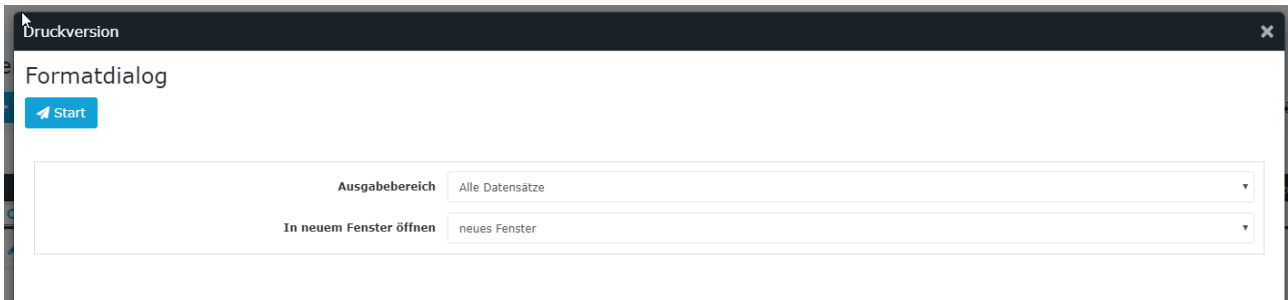 Druckversion
Formatdialog
Start
Ausgabebereich Alle Datensätze
In neuem Fenster öffnen neues Fenster